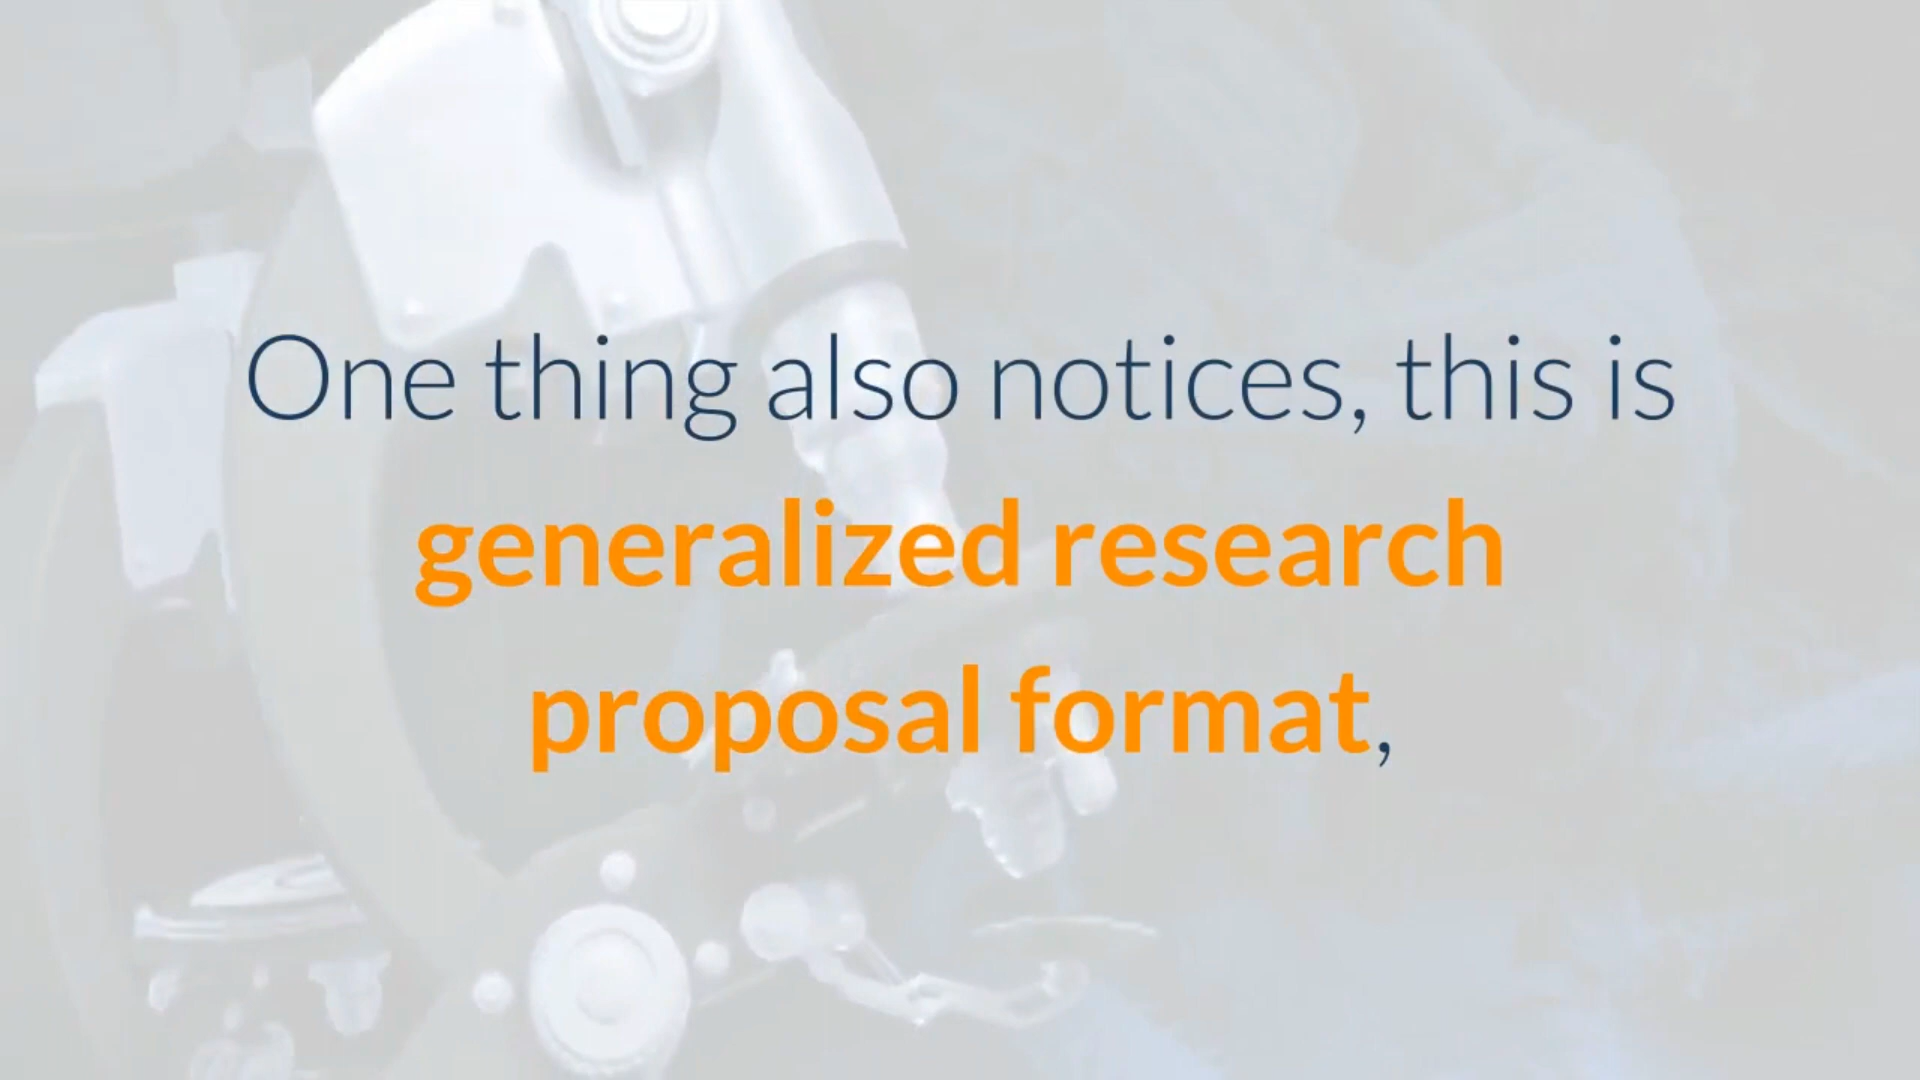 One thing also notices, this is
generalized research
proposal format,